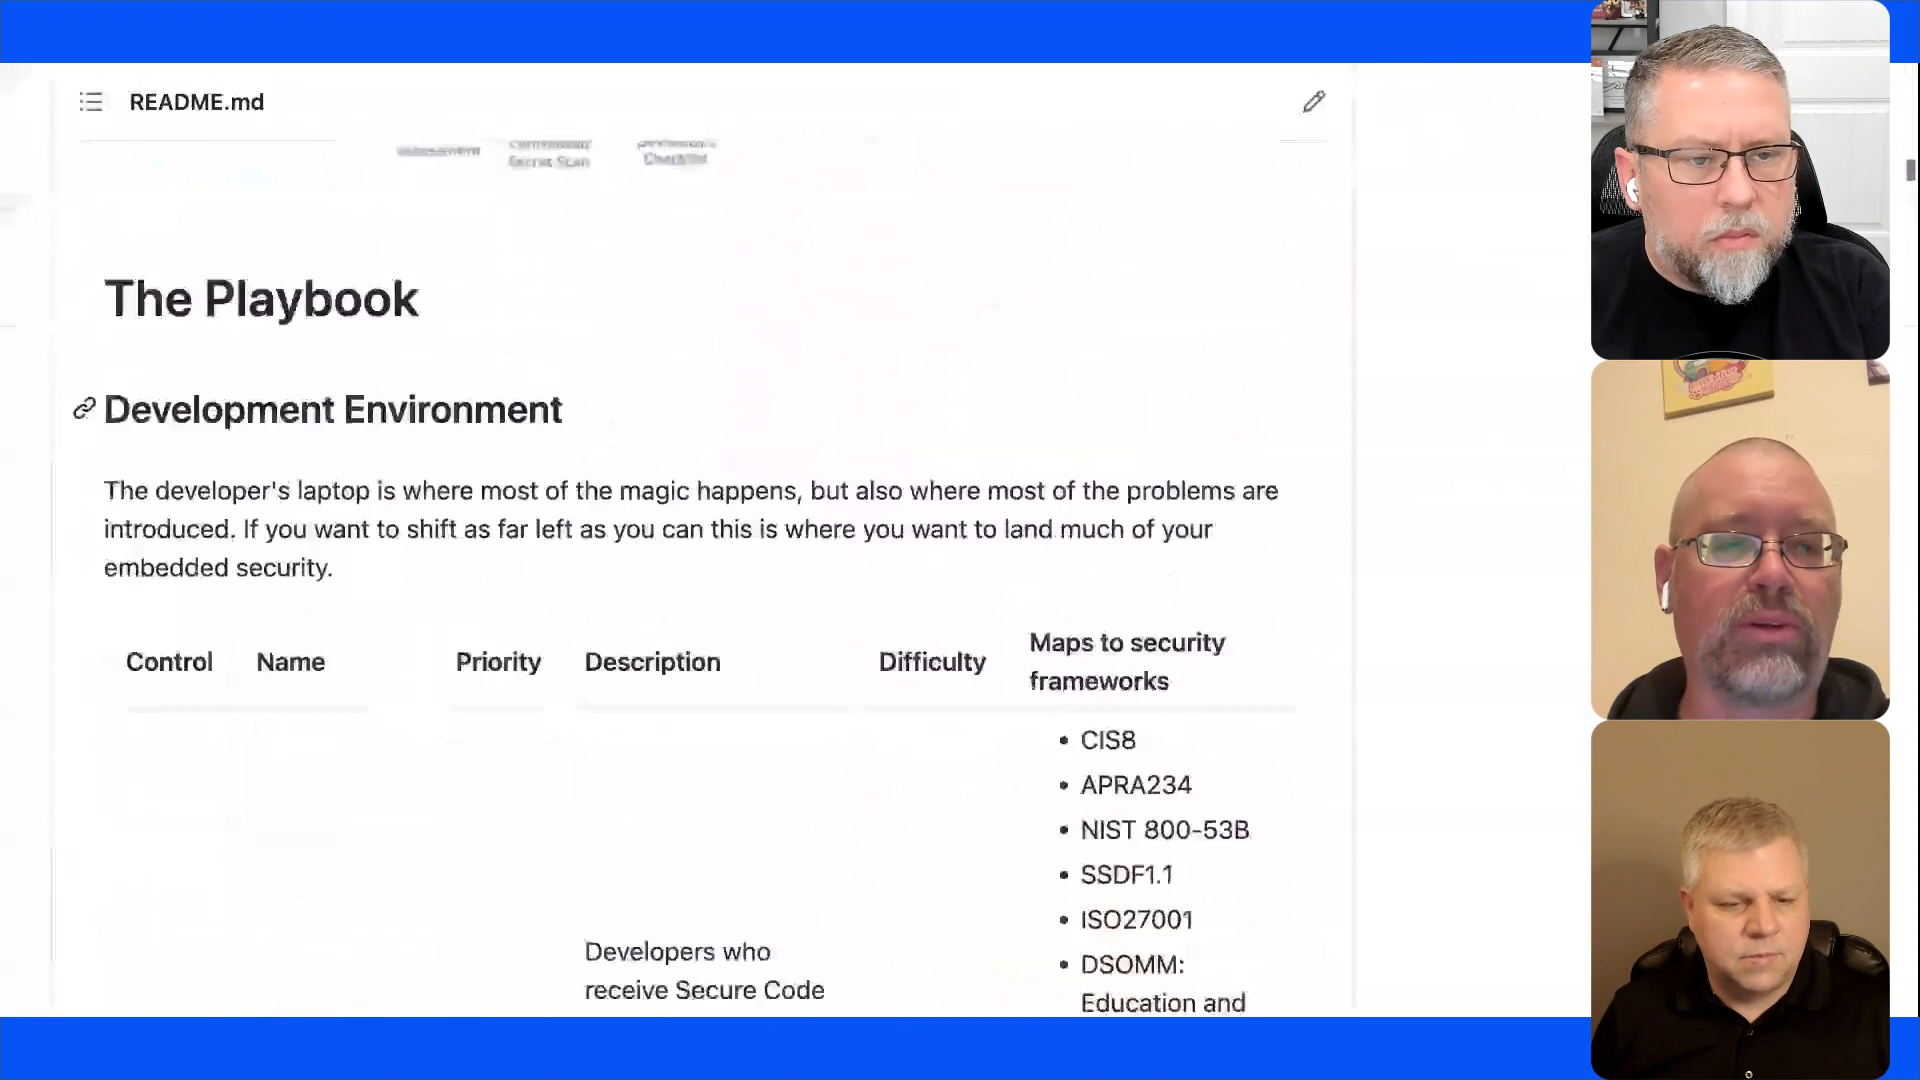 README.md
Secret Scan
Checklist
The Playbook
Development Environment
The developer's laptop is where most of the magic happens, but also where most of the problems are
introduced. If you want to shift as far left as you can this is where you want to land much of your
embedded security.
Control Name Priority Description Difficulty Maps to security
frameworks
• CIS8
• APRA234
• NIST 800-53B
• SSDF1.1
• ISO27001
Developers who
receive Secure Code
• DSOMM:
Education and